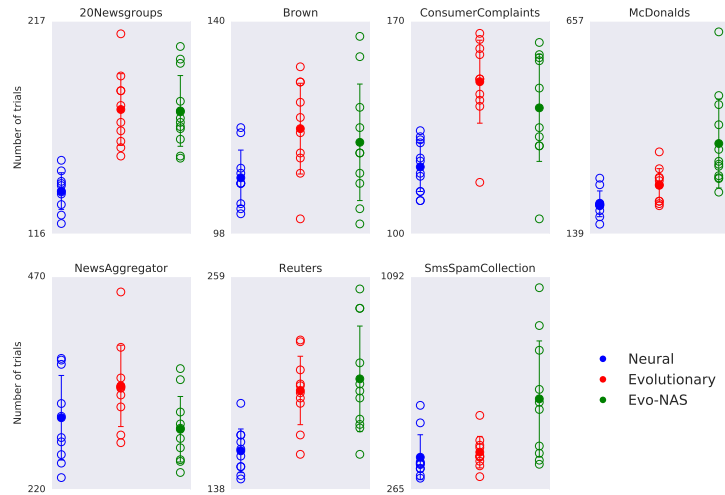 20Newsgroups
Brown
ConsumerComplaints
McDonalds
217
140
170
657
Number of trials
116
98
100
139
NewsAggregator
Reuters
SmsSpamCollection
470
259
1092
Number of trials
220
138
265
Neural
Evolutionary
Evo-NAS